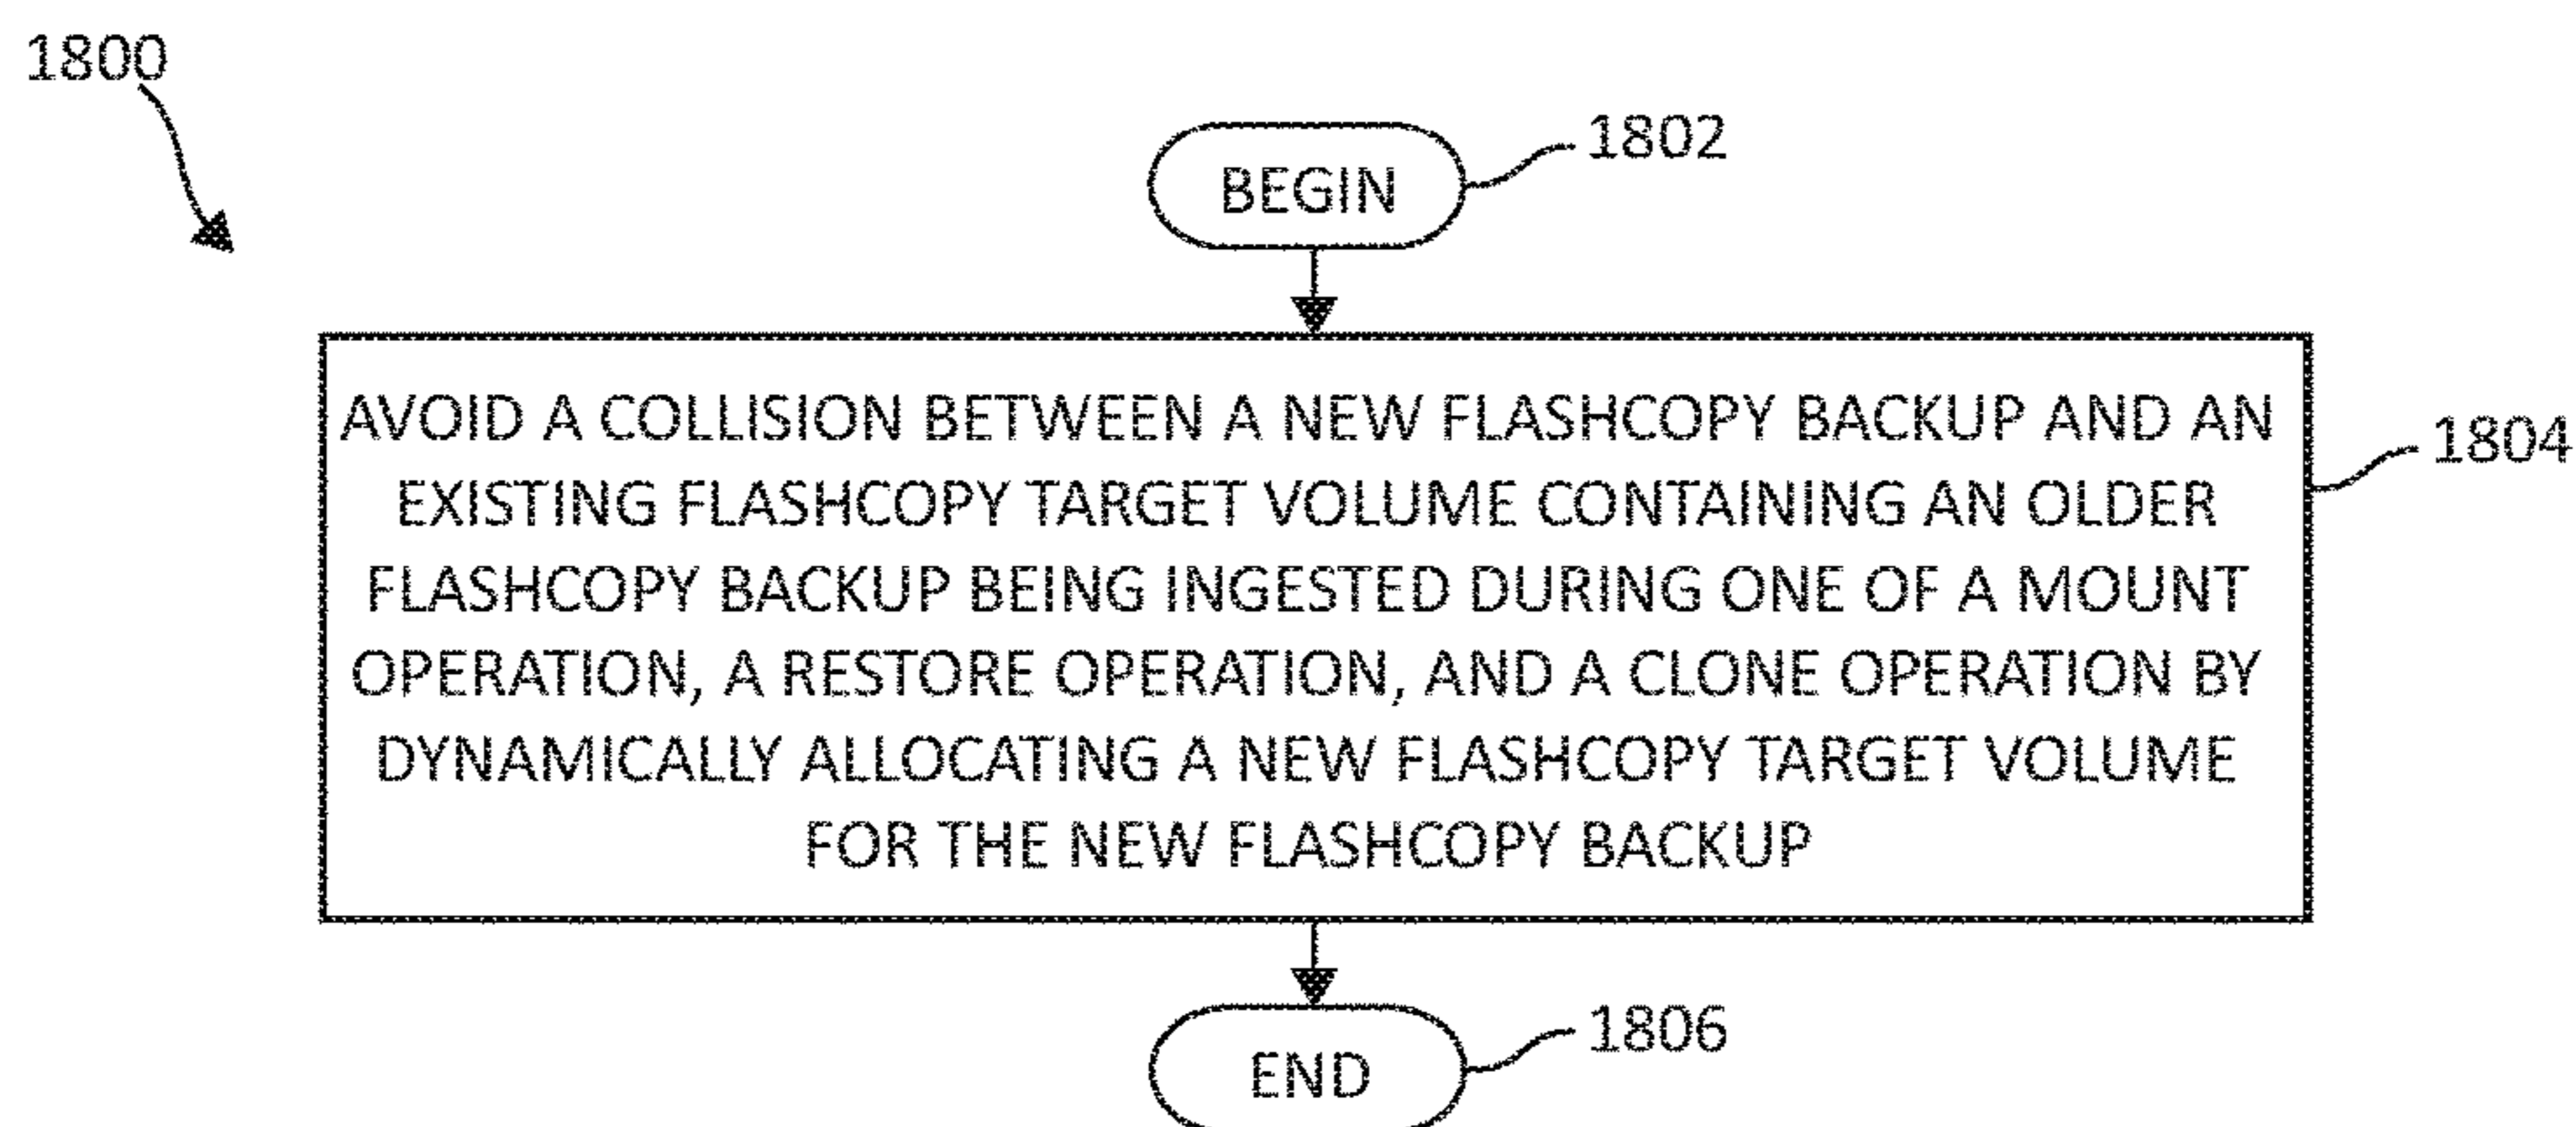 1800
BEGIN
1802
AVOID A COLLISION BETWEEN A NEW FLASHCOPY BACKUP AND AN
EXISTING FLASHCOPY TARGET VOLUME CONTAINING AN OLDER
FLASHCOPY BACKUP BEING INGESTED DURING ONE OF A MOUNT
OPERATION, A RESTORE OPERATION, AND A CLONE OPERATION BY
DYNAMICALLY ALLOCATING A NEW FLASHCOPY TARGET VOLUME
FOR THE NEW FLASHCOPY BACKUP
1804
END
1806